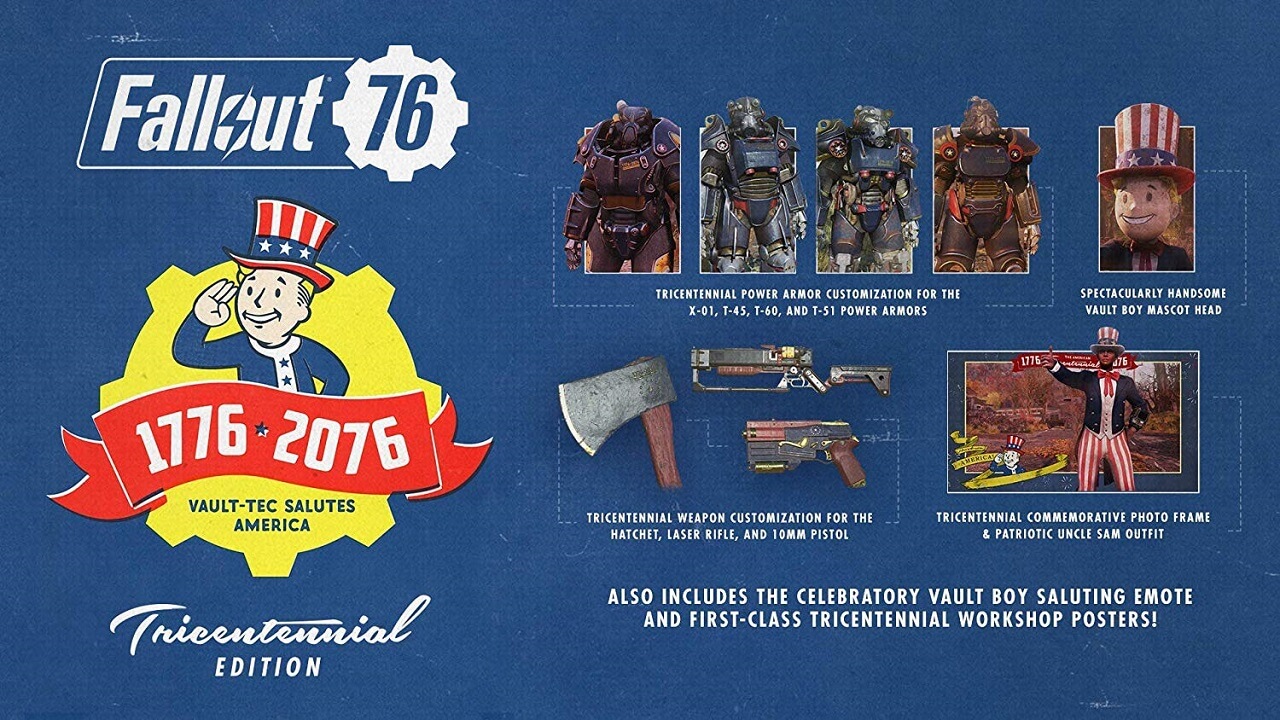 Fallout 76
1776 ★ 2076
VAULT-TEC SALUTES
AMERICA
Tricentennial
EDITION
TRICENTENNIAL POWER ARMOR CUSTOMIZATION FOR THE
X-01, T-45, T-60, AND T-51 POWER ARMORS
SPECTACULARLY HANDSOME
VAULT BOY MASCOT HEAD
TRICENTENNIAL WEAPON CUSTOMIZATION FOR THE
HATCHET, LASER RIFLE, AND 10MM PISTOL
1776
AMERICA
TRICENTENNIAL COMMEMORATIVE PHOTO FRAME
& PATRIOTIC UNCLE SAM OUTFIT
ALSO INCLUDES THE CELEBRATORY VAULT BOY SALUTING EMOTE
AND FIRST-CLASS TRICENTENNIAL WORKSHOP POSTERS!